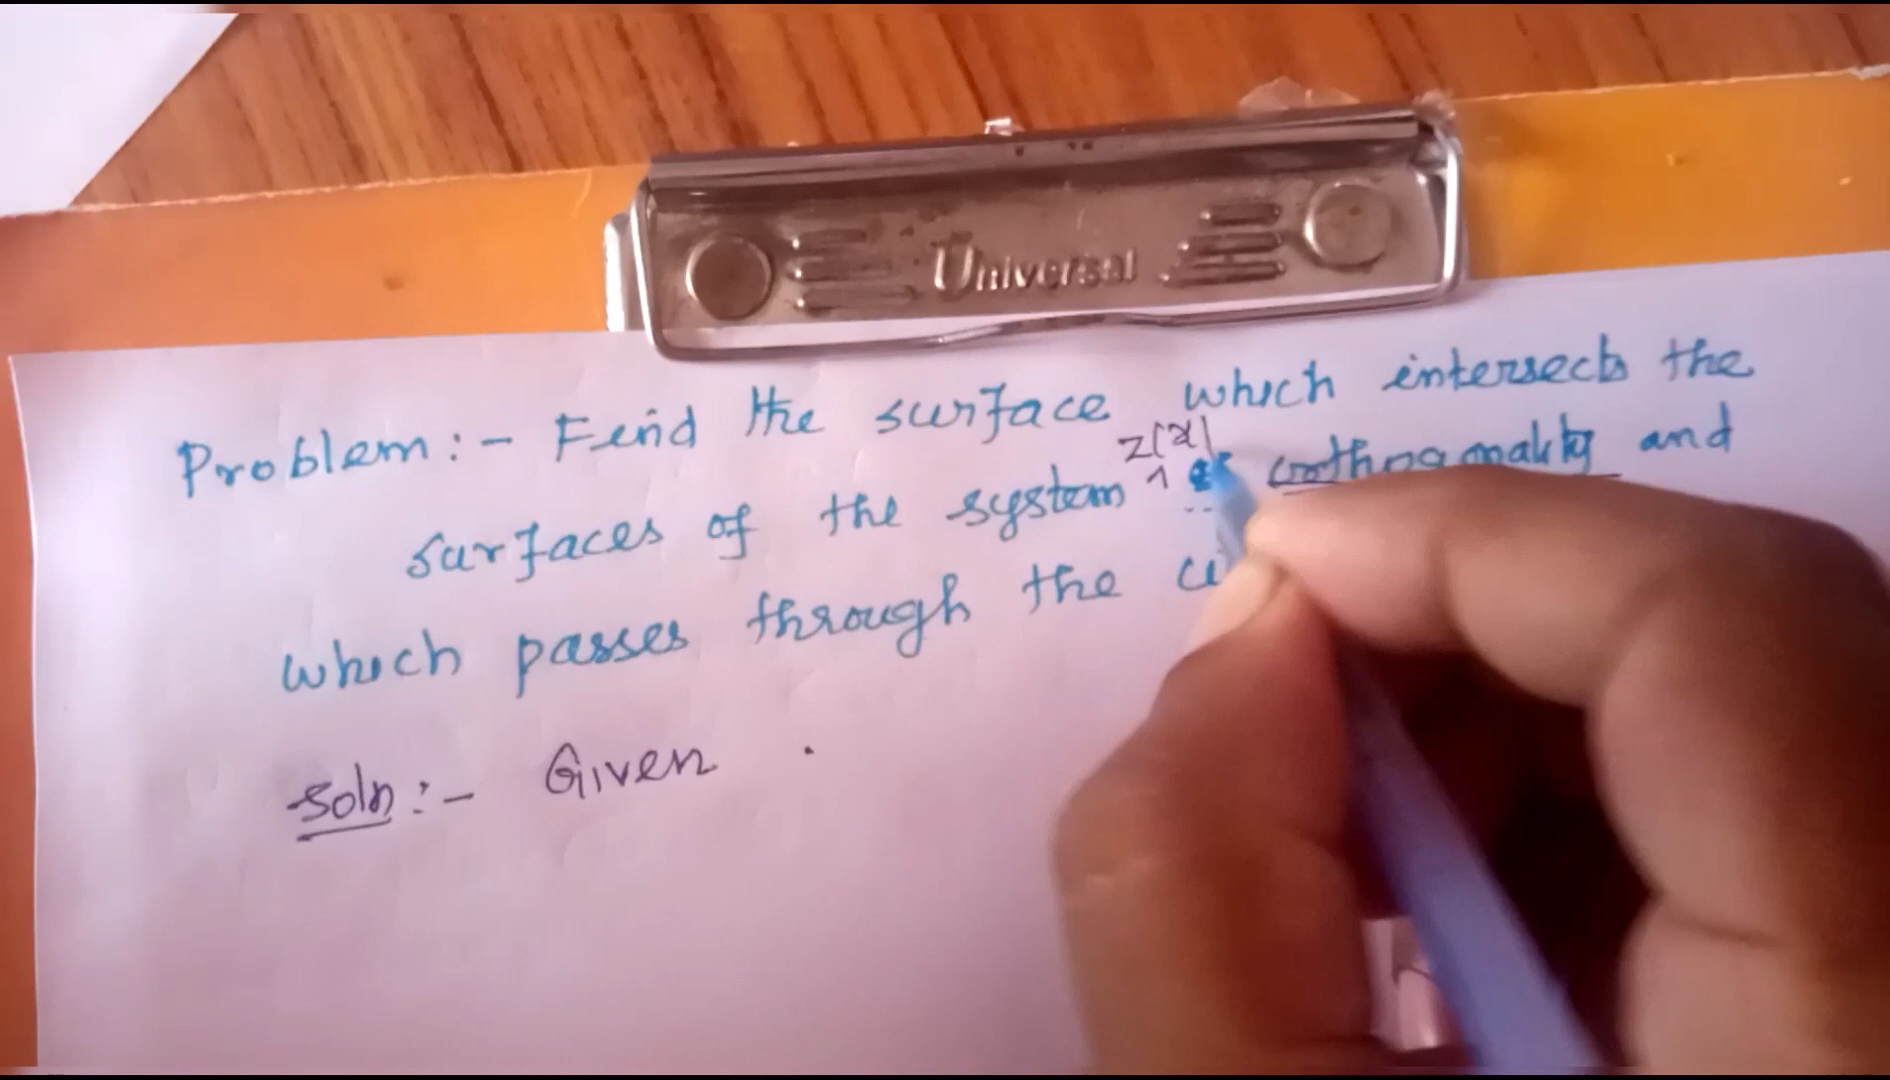 Universal
Problem:- Find the surface which intersects the
z(x
surfaces of the system orthogonality and
which passes through the
Soln:- Given